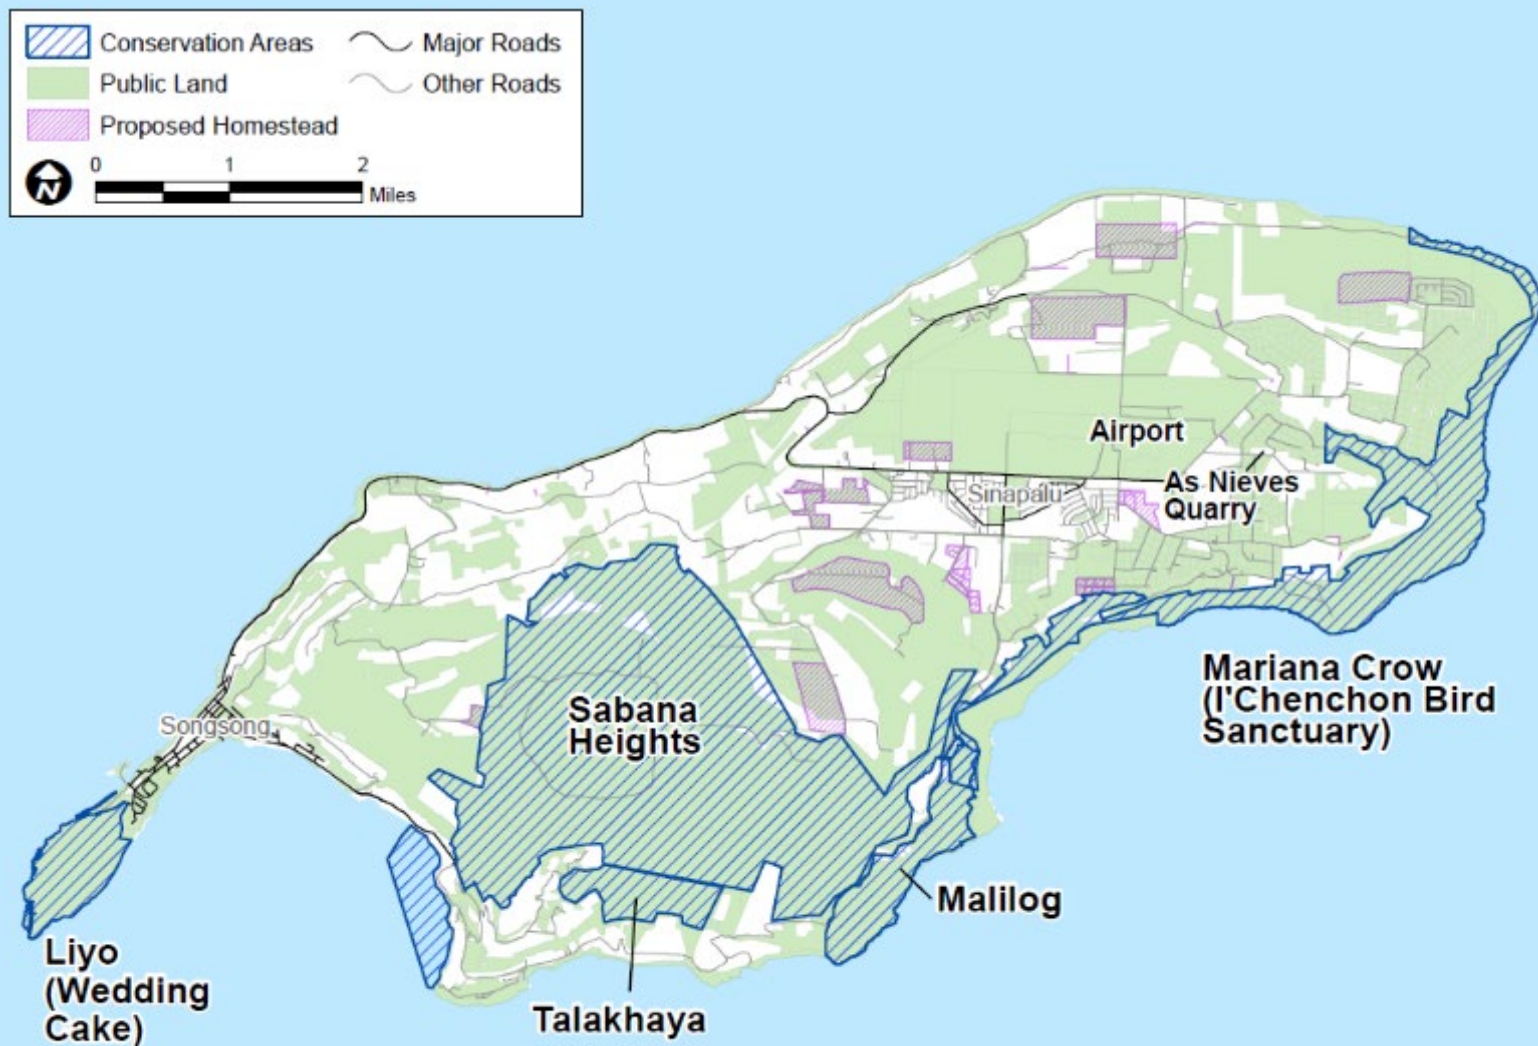 Conservation Areas
Major Roads
Public Land
Other Roads
Proposed Homestead
N
0 1 2
Miles
Airport
As Nieves
Quarry
Sinapalu
Mariana Crow
(I'Chenchon Bird
Sanctuary)
Sabana
Heights
Songsong
Malilog
Liyo
(Wedding
Cake)
Talakhaya